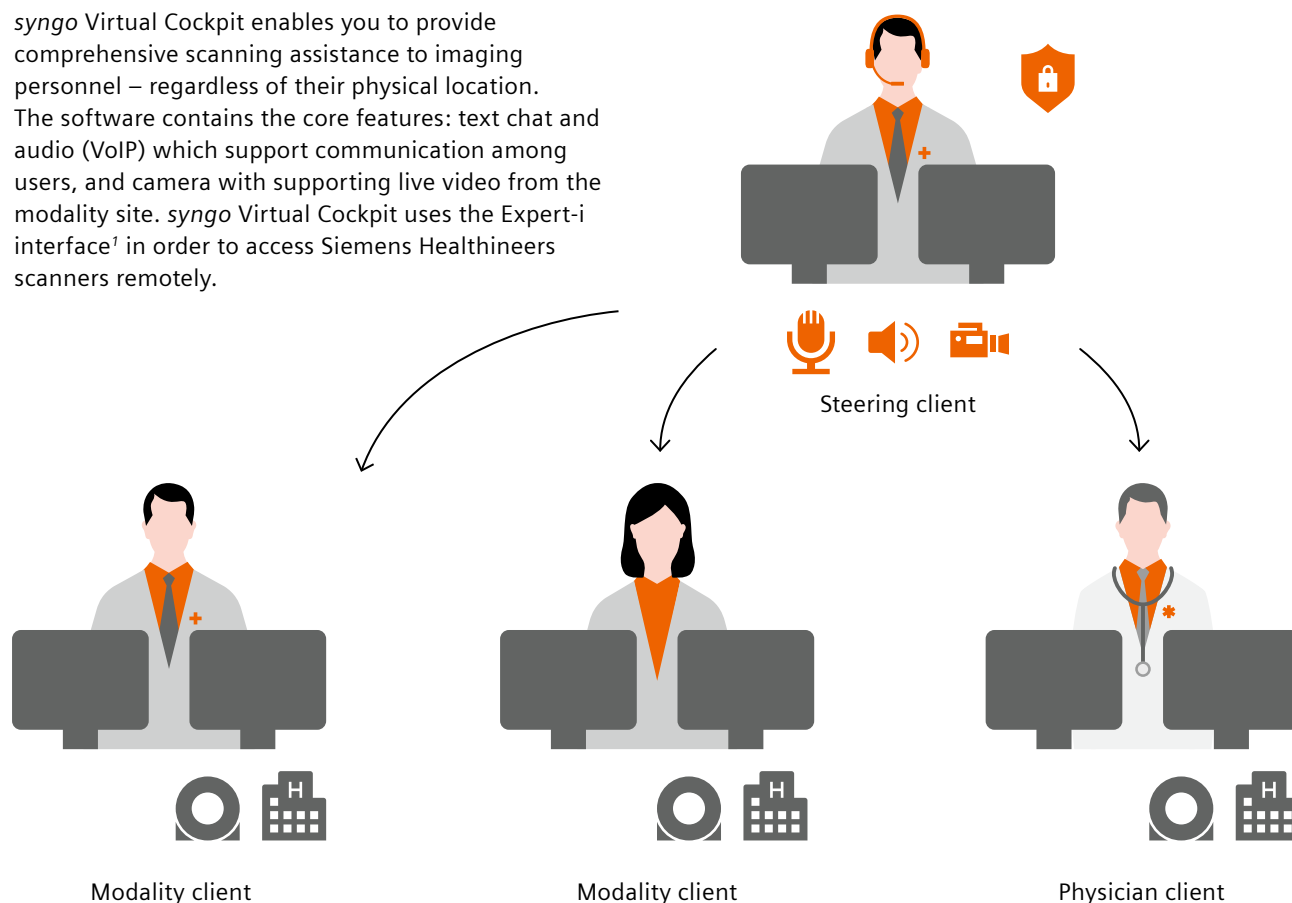 syngo Virtual Cockpit enables you to provide
comprehensive scanning assistance to imaging
personnel – regardless of their physical location.
The software contains the core features: text chat and
audio (VoIP) which support communication among
users, and camera with supporting live video from the
modality site. syngo Virtual Cockpit uses the Expert-i
interface¹ in order to access Siemens Healthineers
scanners remotely.
Steering client
H
H
H
Modality client
Modality client
Physician client